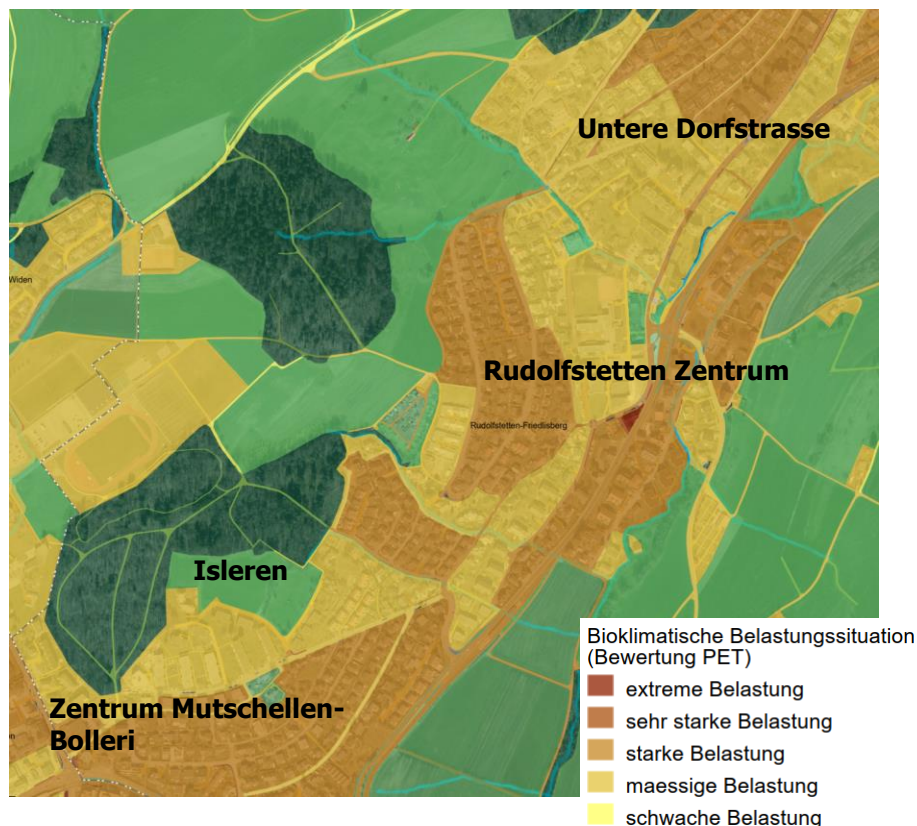 Untere Dorfstrasse
Widen
Rudolfstetten Zentrum
Rudolfstetten-Friedlisberg
Isleren
Zentrum Mutschellen-
Bolleri
Bioklimatische Belastungssituation
(Bewertung PET)
extreme Belastung
sehr starke Belastung
starke Belastung
maessige Belastung
schwache Belastung